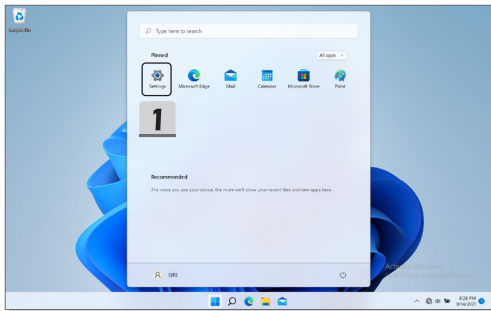 Recycle Bin
Type here to search
Pinned
All apps >
Settings
Microsoft Edge
Mail
Calendar
Microsoft Store
Paint
1
Recommended
The more you use your device, the more we'll show your recent files and new apps here.
Activate Windows
8:28 PM
9/14/2021